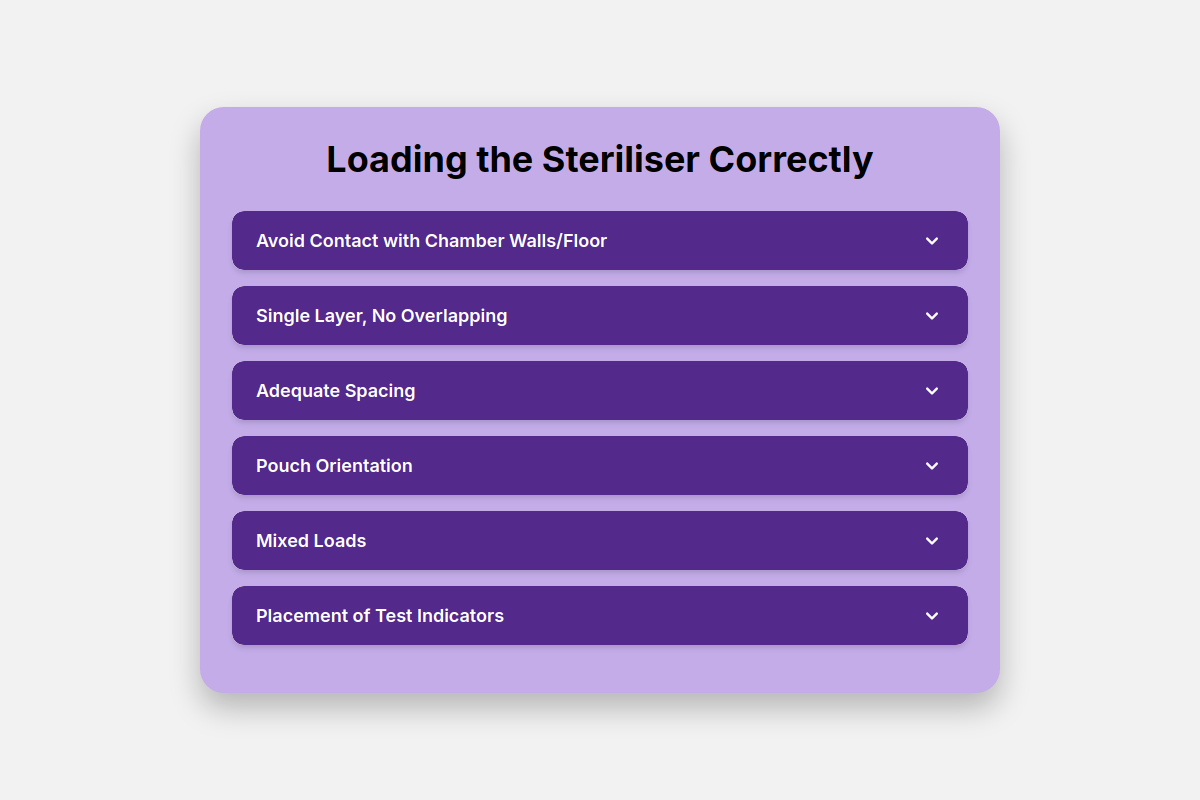 Loading the Steriliser Correctly
Avoid Contact with Chamber Walls/Floor
Single Layer, No Overlapping
Adequate Spacing
Pouch Orientation
Mixed Loads
Placement of Test Indicators